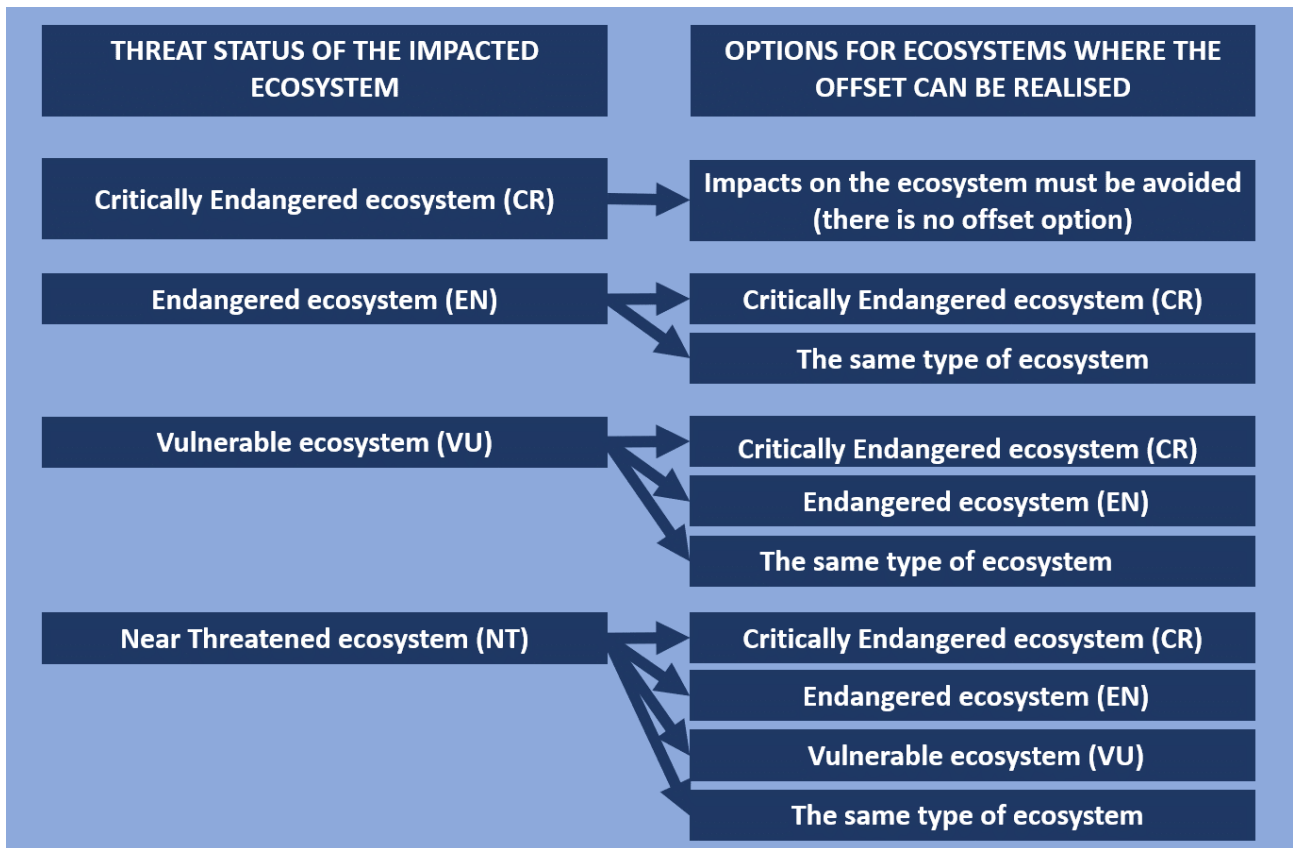 THREAT STATUS OF THE IMPACTED
ECOSYSTEM
OPTIONS FOR ECOSYSTEMS WHERE THE
OFFSET CAN BE REALISED
Critically Endangered ecosystem (CR)
Impacts on the ecosystem must be avoided
(there is no offset option)
Endangered ecosystem (EN)
Critically Endangered ecosystem (CR)
The same type of ecosystem
Vulnerable ecosystem (VU)
Critically Endangered ecosystem (CR)
Endangered ecosystem (EN)
The same type of ecosystem
Near Threatened ecosystem (NT)
Critically Endangered ecosystem (CR)
Endangered ecosystem (EN)
Vulnerable ecosystem (VU)
The same type of ecosystem